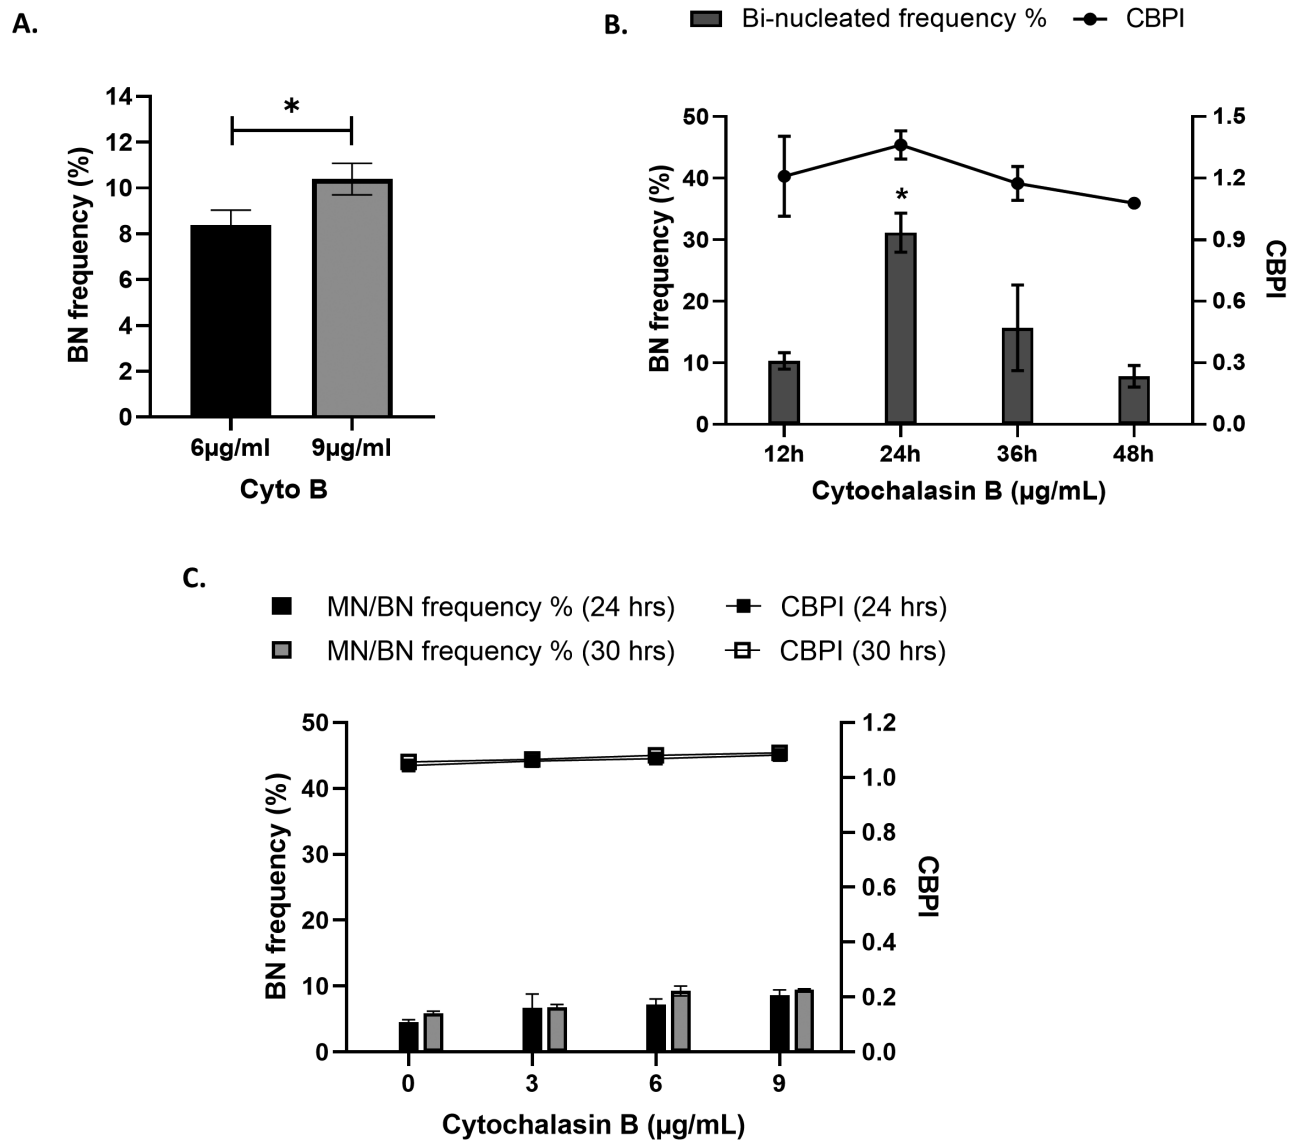 A.
14
12
10
8
6
4
2
0
BN frequency (%)
*
6µg/ml 9µg/ml
Cyto B
B.
Bi-nucleated frequency % CBPI
50
40
30
20
10
0
BN frequency (%)
*
1.5
1.2
0.9
0.6
0.3
0.0
CBPI
12h 24h 36h 48h
Cytochalasin B (µg/mL)
C.
MN/BN frequency % (24 hrs) CBPI (24 hrs)
MN/BN frequency % (30 hrs) CBPI (30 hrs)
50
40
30
20
10
0
BN frequency (%)
1.2
1.0
0.8
0.6
0.4
0.2
0.0
CBPI
0 3 6 9
Cytochalasin B (µg/mL)